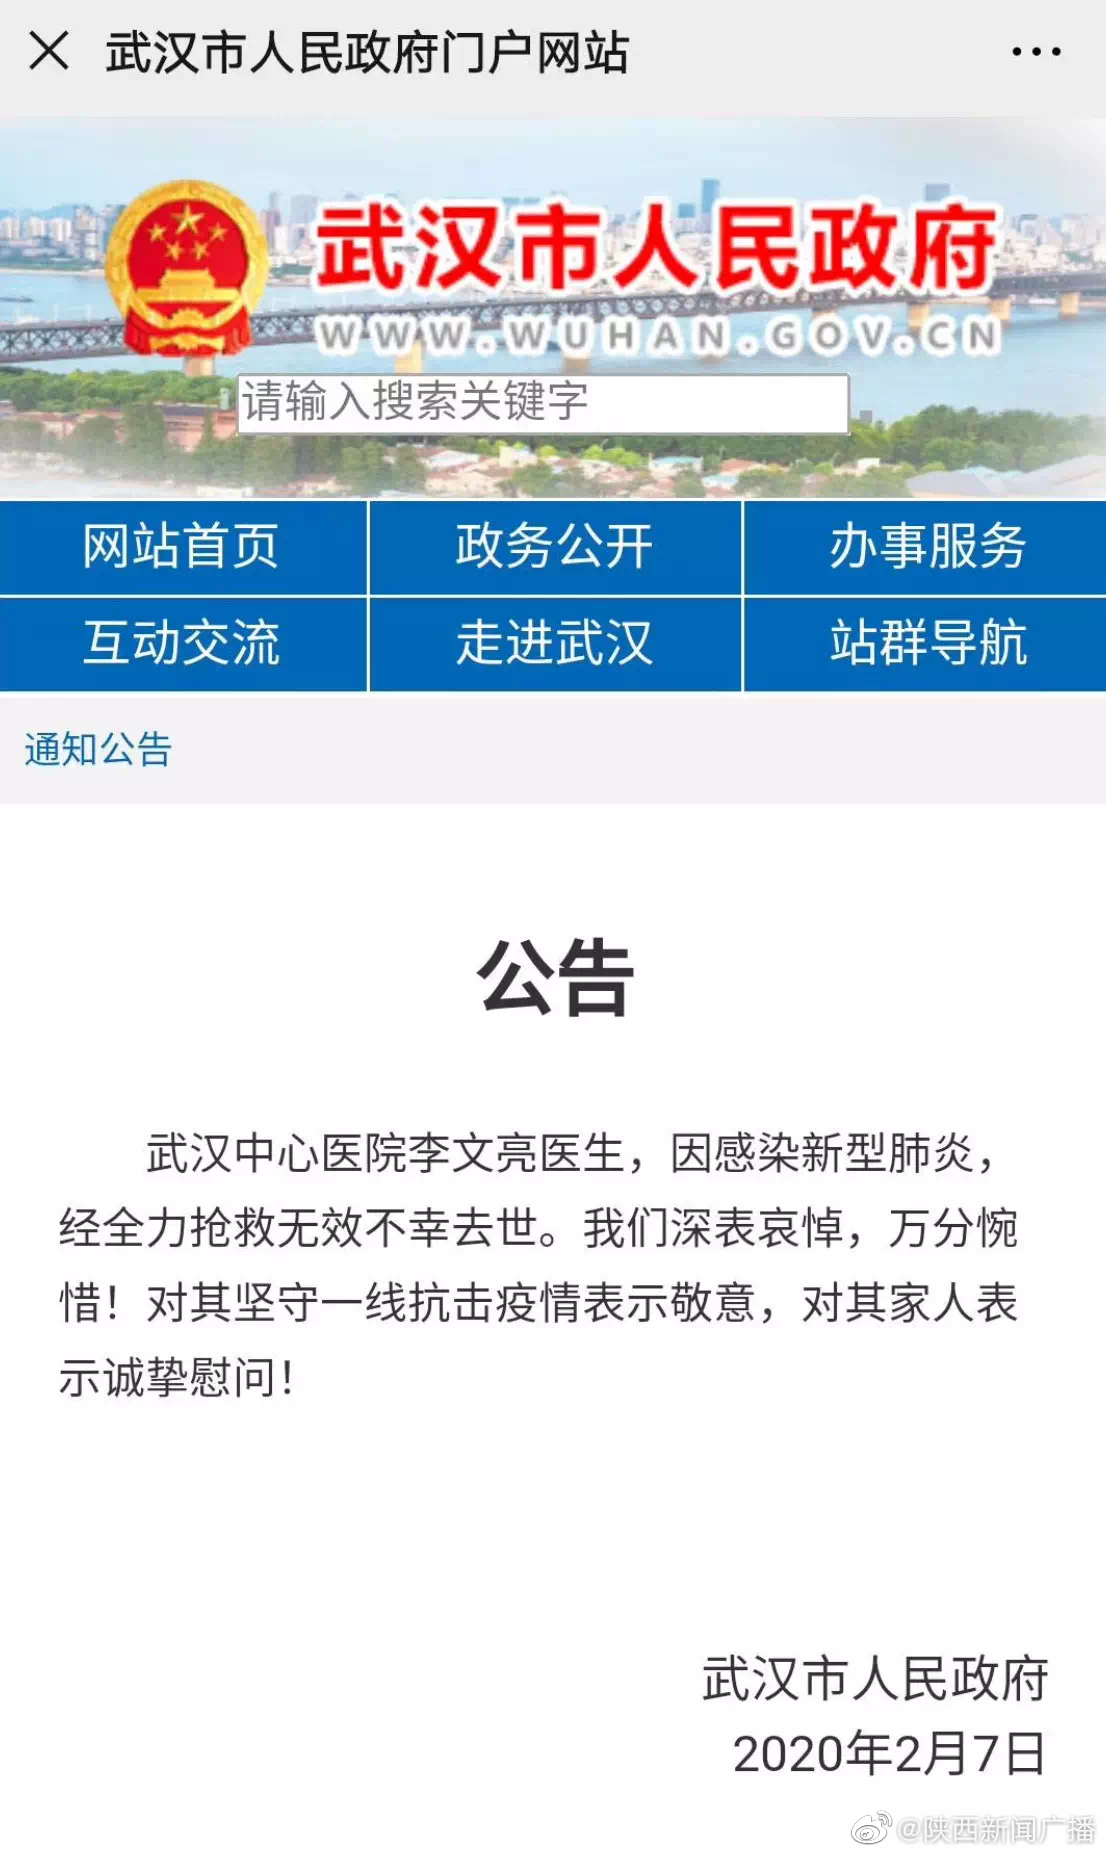 武汉市人民政府门户网站
武汉市人民政府
WWW.WUHAN.GOV.CN
请输入搜索关键字
网站首页 政务公开 办事服务
互动交流 走进武汉 站群导航
通知公告
公告
武汉中心医院李文亮医生，因感染新型肺炎，
经全力抢救无效不幸去世。我们深表哀悼，万分惋
惜！对其坚守一线抗击疫情表示敬意，对其家人表
示诚挚慰问！
武汉市人民政府
2020年2月7日
@陕西新闻广播